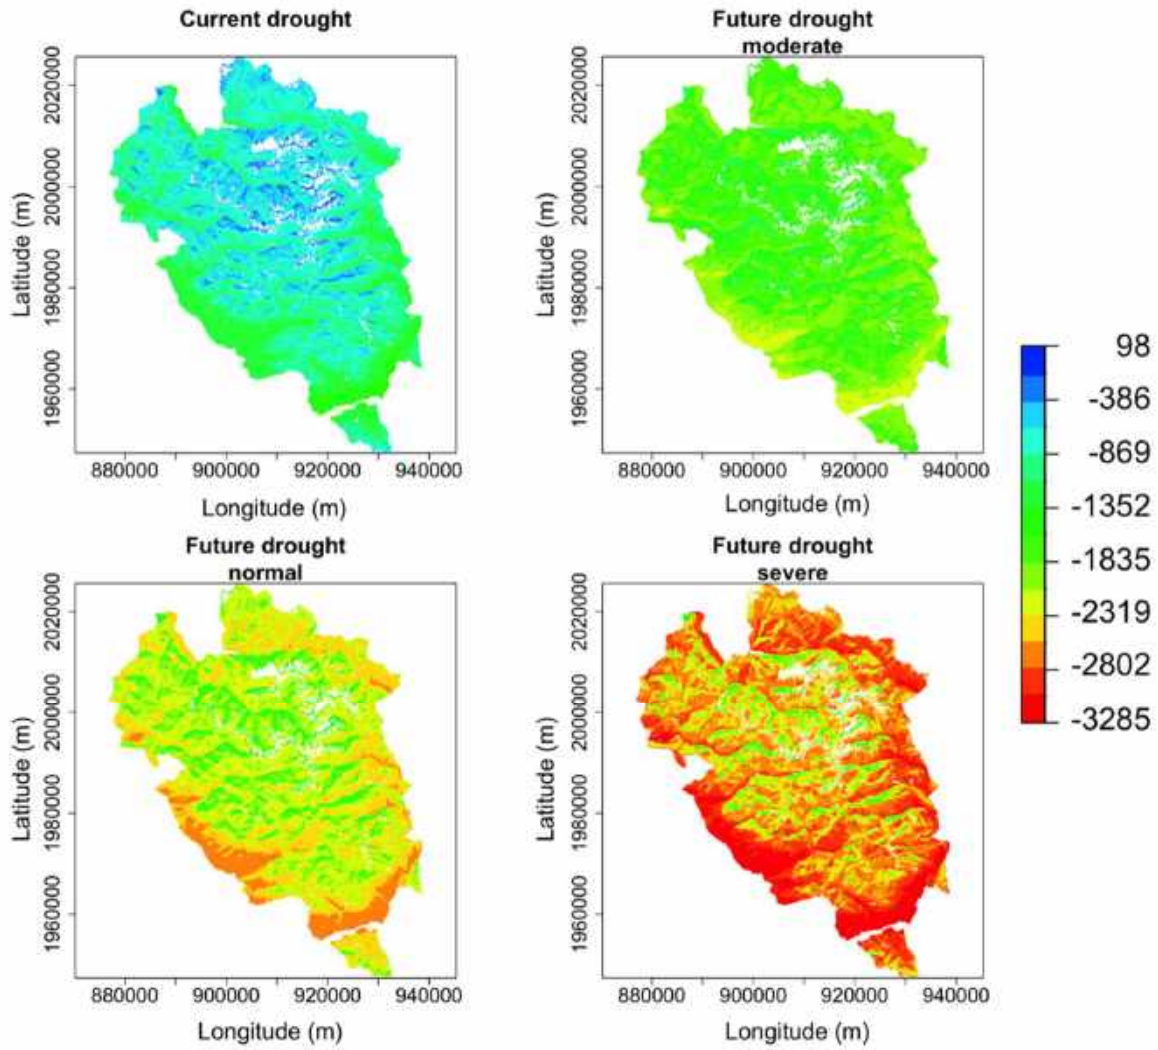 Current drought
2020000
2000000
1980000
1960000
Latitude (m)
880000 900000 920000 940000
Longitude (m)
Future drought
moderate
2020000
2000000
1980000
1960000
Latitude (m)
880000 900000 920000 940000
Longitude (m)
Future drought
normal
2020000
2000000
1980000
1960000
Latitude (m)
880000 900000 920000 940000
Longitude (m)
Future drought
severe
2020000
2000000
1980000
1960000
Latitude (m)
880000 900000 920000 940000
Longitude (m)
98
-386
-869
-1352
-1835
-2319
-2802
-3285